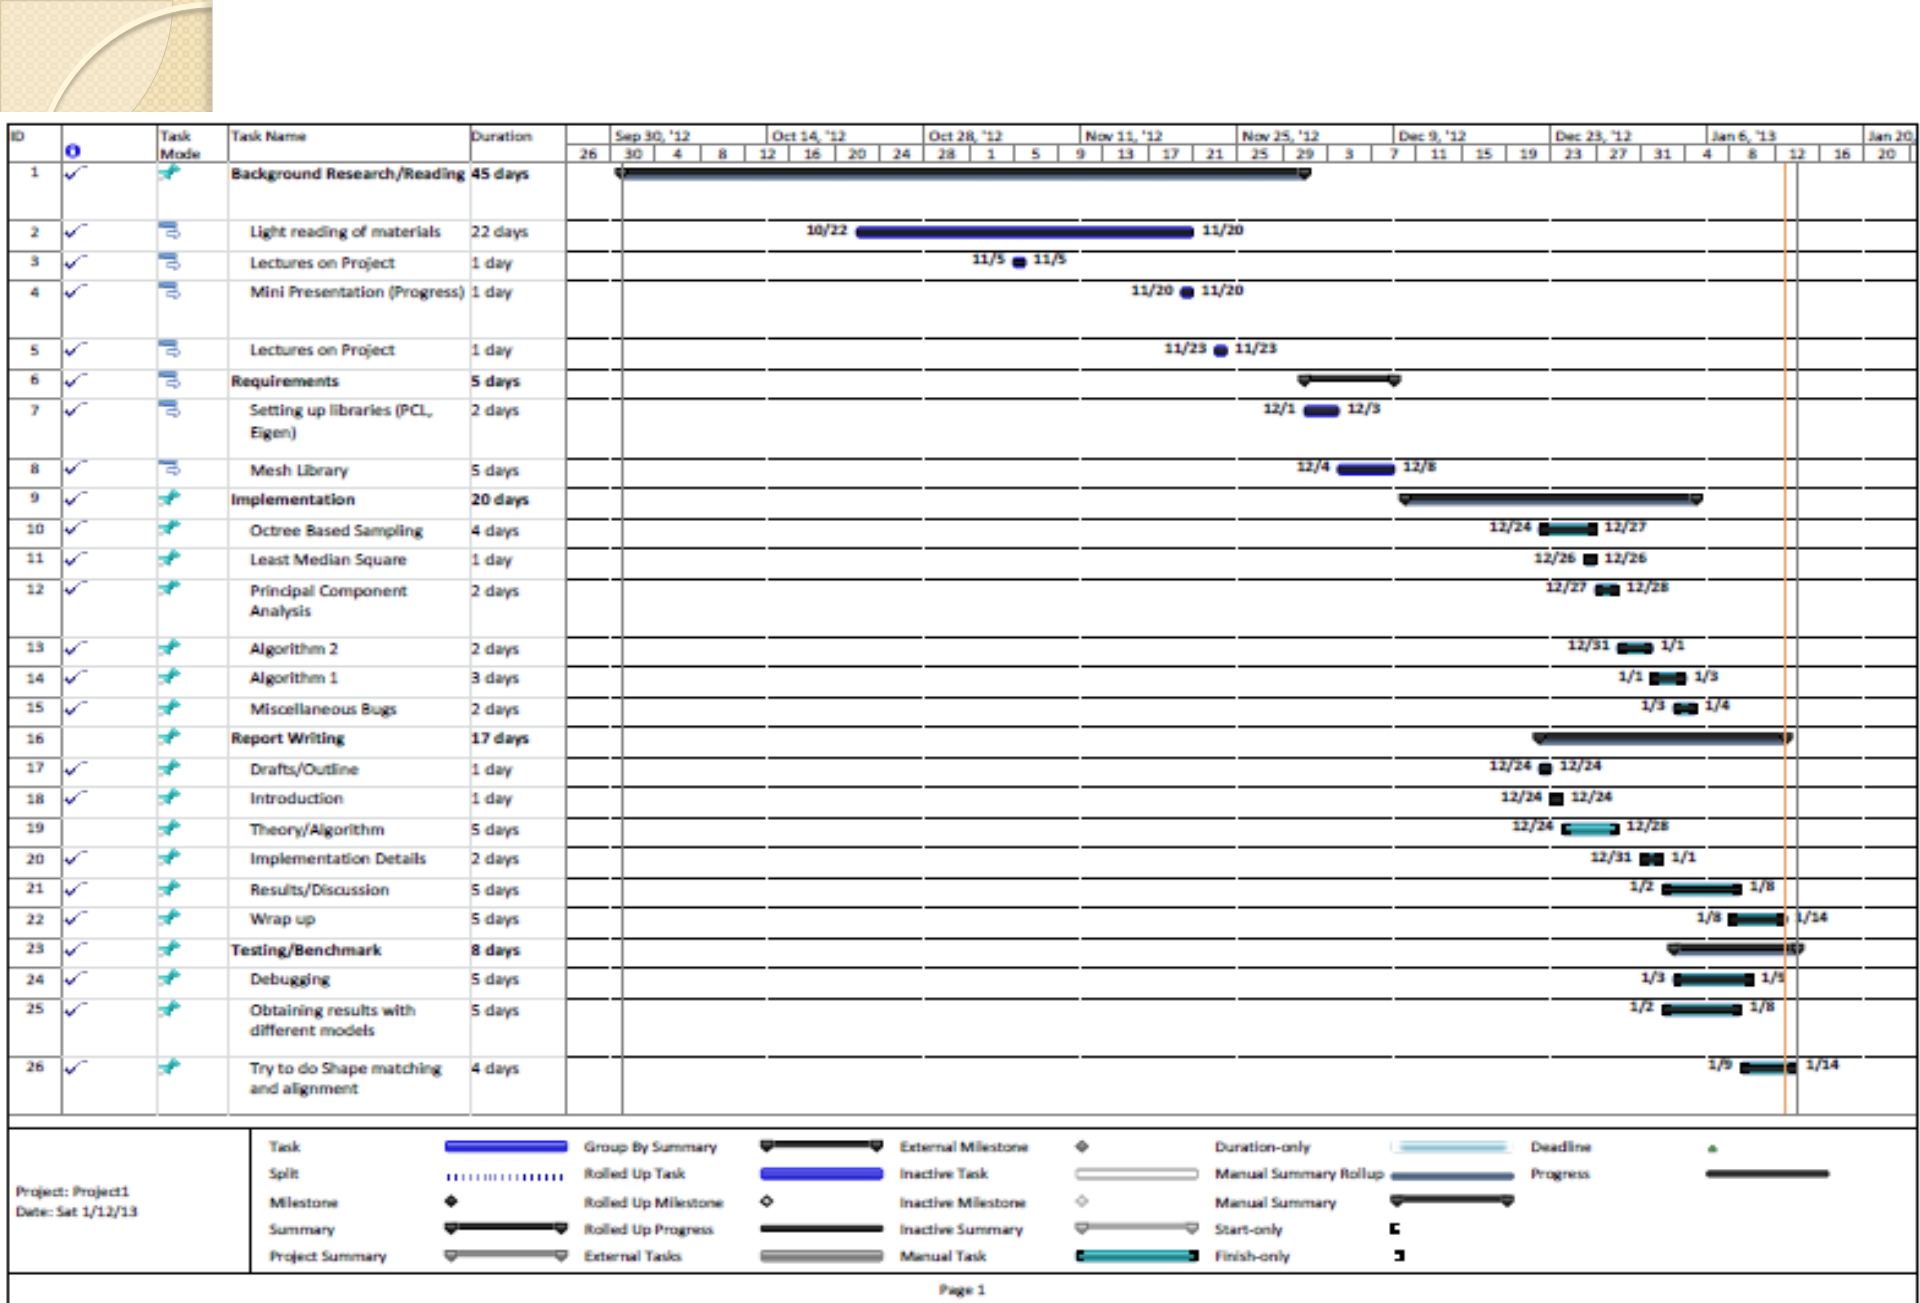 ID Task Mode Task Name Duration Sep 30, '12 Oct 14, '12 Oct 28, '12 Nov 11, '12 Nov 25, '12 Dec 9, '12 Dec 23, '12 Jan 6, '13 Jan 20,
26 30 4 8 12 16 20 24 28 1 5 9 13 17 21 25 29 3 7 11 15 19 23 27 31 4 8 12 16 20
1 Background Research/Reading 45 days
2 Light reading of materials 22 days 10/22 11/20
3 Lectures on Project 1 day 11/5 11/5
4 Mini Presentation (Progress) 1 day 11/20 11/20
5 Lectures on Project 1 day 11/23 11/23
6 Requirements 5 days
7 Setting up libraries (PCL, 2 days 12/1 12/3
Eigen)
8 Mesh Library 5 days 12/4 12/8
9 Implementation 20 days
10 Octree Based Sampling 4 days 12/24 12/27
11 Least Median Square 1 day 12/26 12/26
12 Principal Component 2 days 12/27 12/28
Analysis
13 Algorithm 2 2 days 12/31 1/1
14 Algorithm 1 3 days 1/1 1/3
15 Miscellaneous Bugs 2 days 1/3 1/4
16 Report Writing 17 days
17 Drafts/Outline 1 day 12/24 12/24
18 Introduction 1 day 12/24 12/24
19 Theory/Algorithm 5 days 12/24 12/28
20 Implementation Details 2 days 12/31 1/1
21 Results/Discussion 5 days 1/2 1/8
22 Wrap up 5 days 1/8 1/14
23 Testing/Benchmark 8 days
24 Debugging 5 days 1/3
25 Obtaining results with 5 days 1/2 1/8
different models
26 Try to do Shape matching 4 days 1/9 1/14
and alignment
Task Group By Summary External Milestone Duration-only Deadline
Split Rolled Up Task Inactive Task Manual Summary Rollup Progress
Project: Project1
Milestone Rolled Up Milestone Inactive Milestone Manual Summary
Date: Sat 1/12/13
Summary Rolled Up Progress Inactive Summary Start-only
Project Summary External Tasks Manual Task Finish-only
Page 1